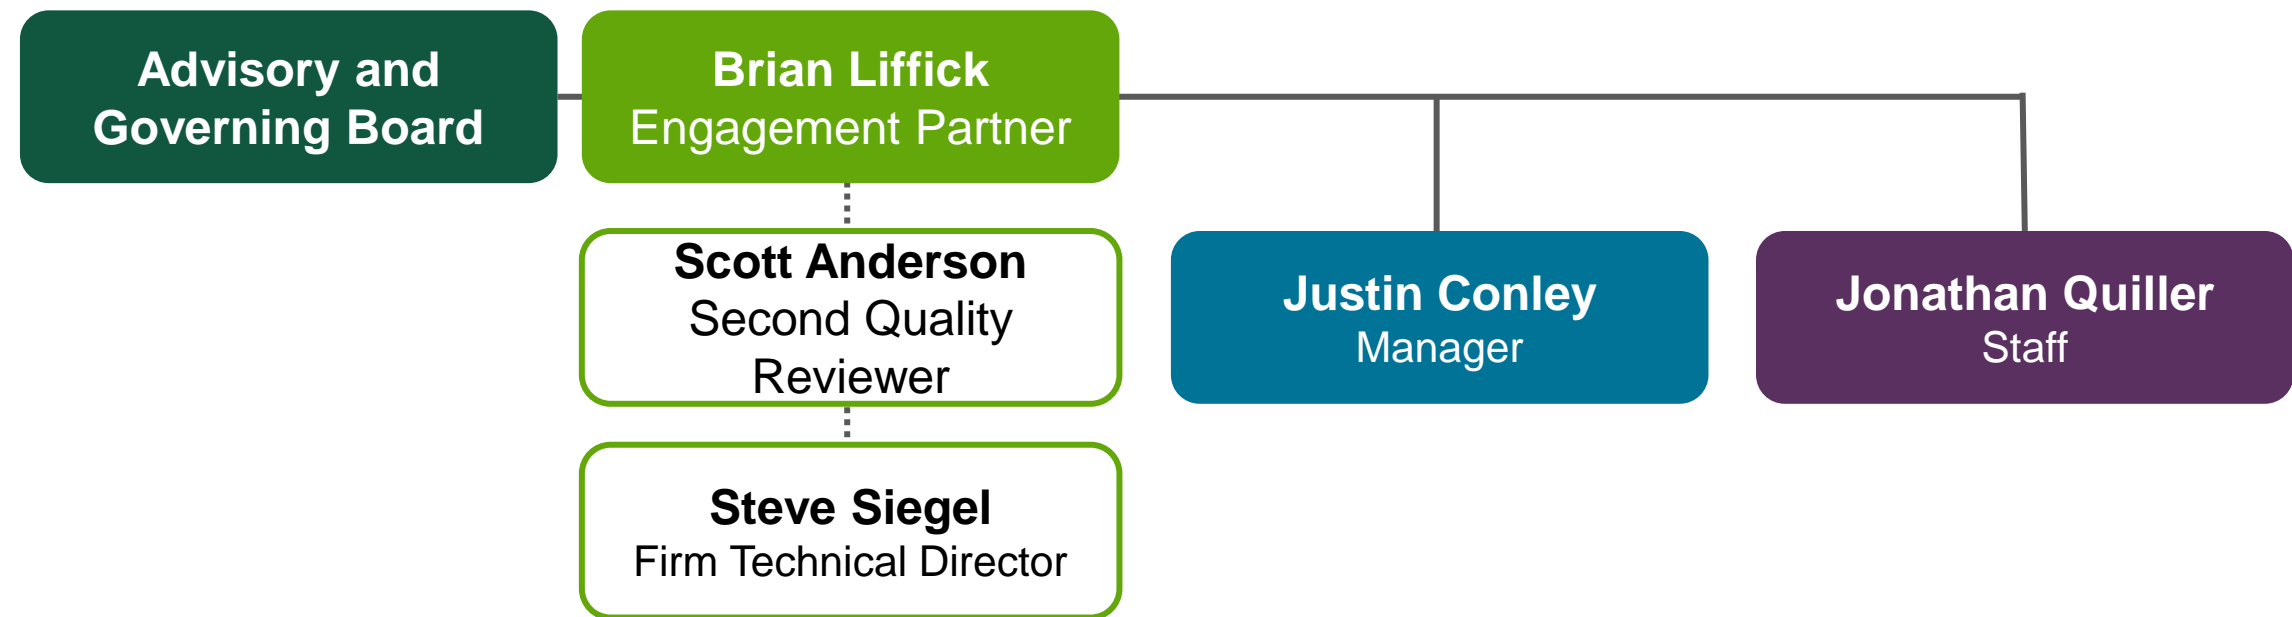 Advisory and
Governing Board
Brian Liffick
Engagement Partner
Scott Anderson
Second Quality
Reviewer
Justin Conley
Manager
Jonathan Quiller
Staff
Steve Siegel
Firm Technical Director